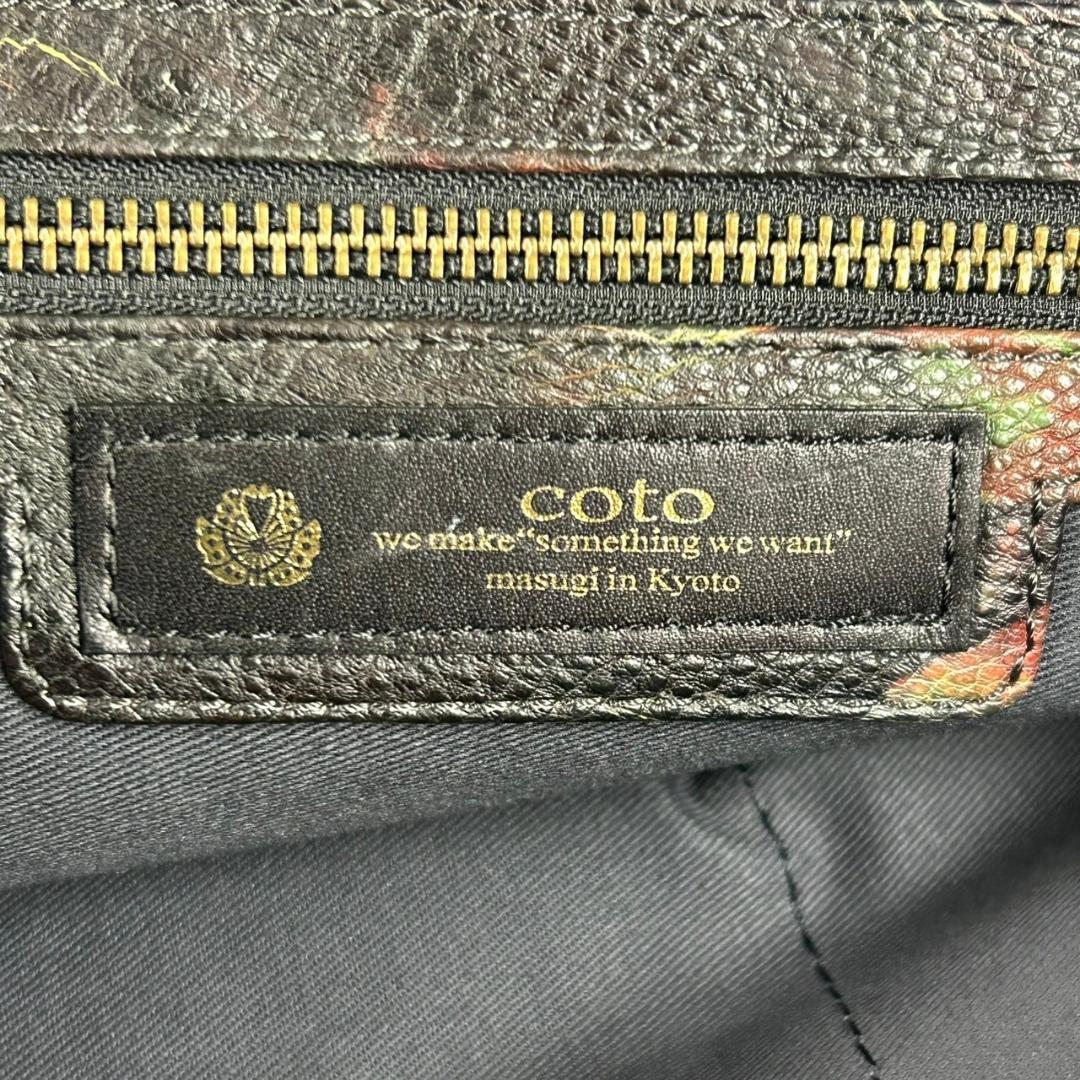 coto
we make“something we want”
masugi in Kyoto